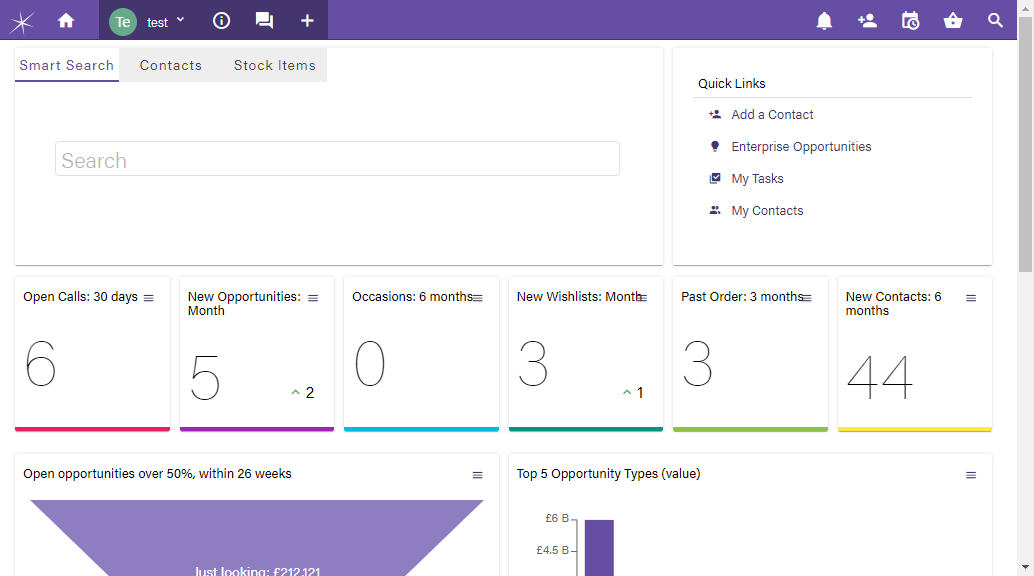 Te test
Smart Search Contacts Stock Items
Search
Quick Links
Add a Contact
Enterprise Opportunities
My Tasks
My Contacts
Open Calls: 30 days
6
New Opportunities:
Month
5
2
Occasions: 6 months
0
New Wishlists: Month
3
1
Past Order: 3 months
3
New Contacts: 6
months
44
Open opportunities over 50%, within 26 weeks
Just looking: £212,121
Top 5 Opportunity Types (value)
£6 B
£4.5 B